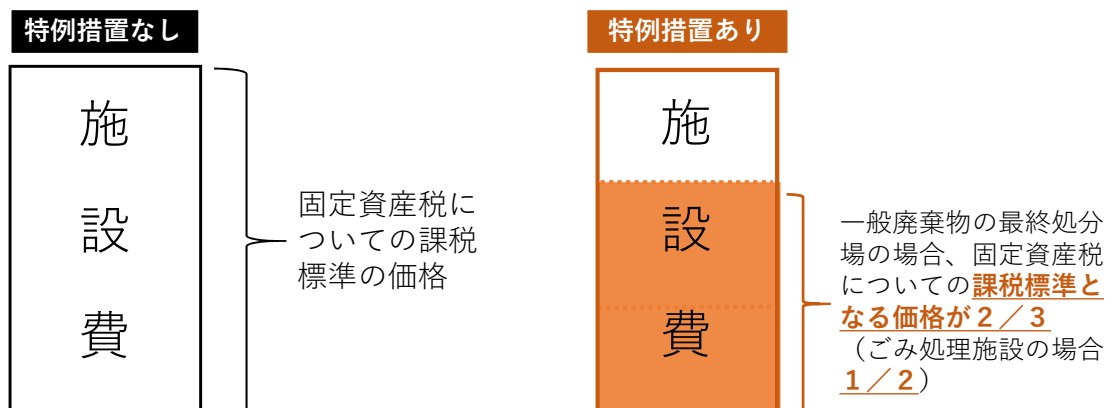 特例措置なし
施
設
費
固定資産税に
ついての課税
標準の価格
特例措置あり
施
設
費
一般廃棄物の最終処分
場の場合、固定資産税
についての課税標準と
なる価格が２／３
（ごみ処理施設の場合
１／２）